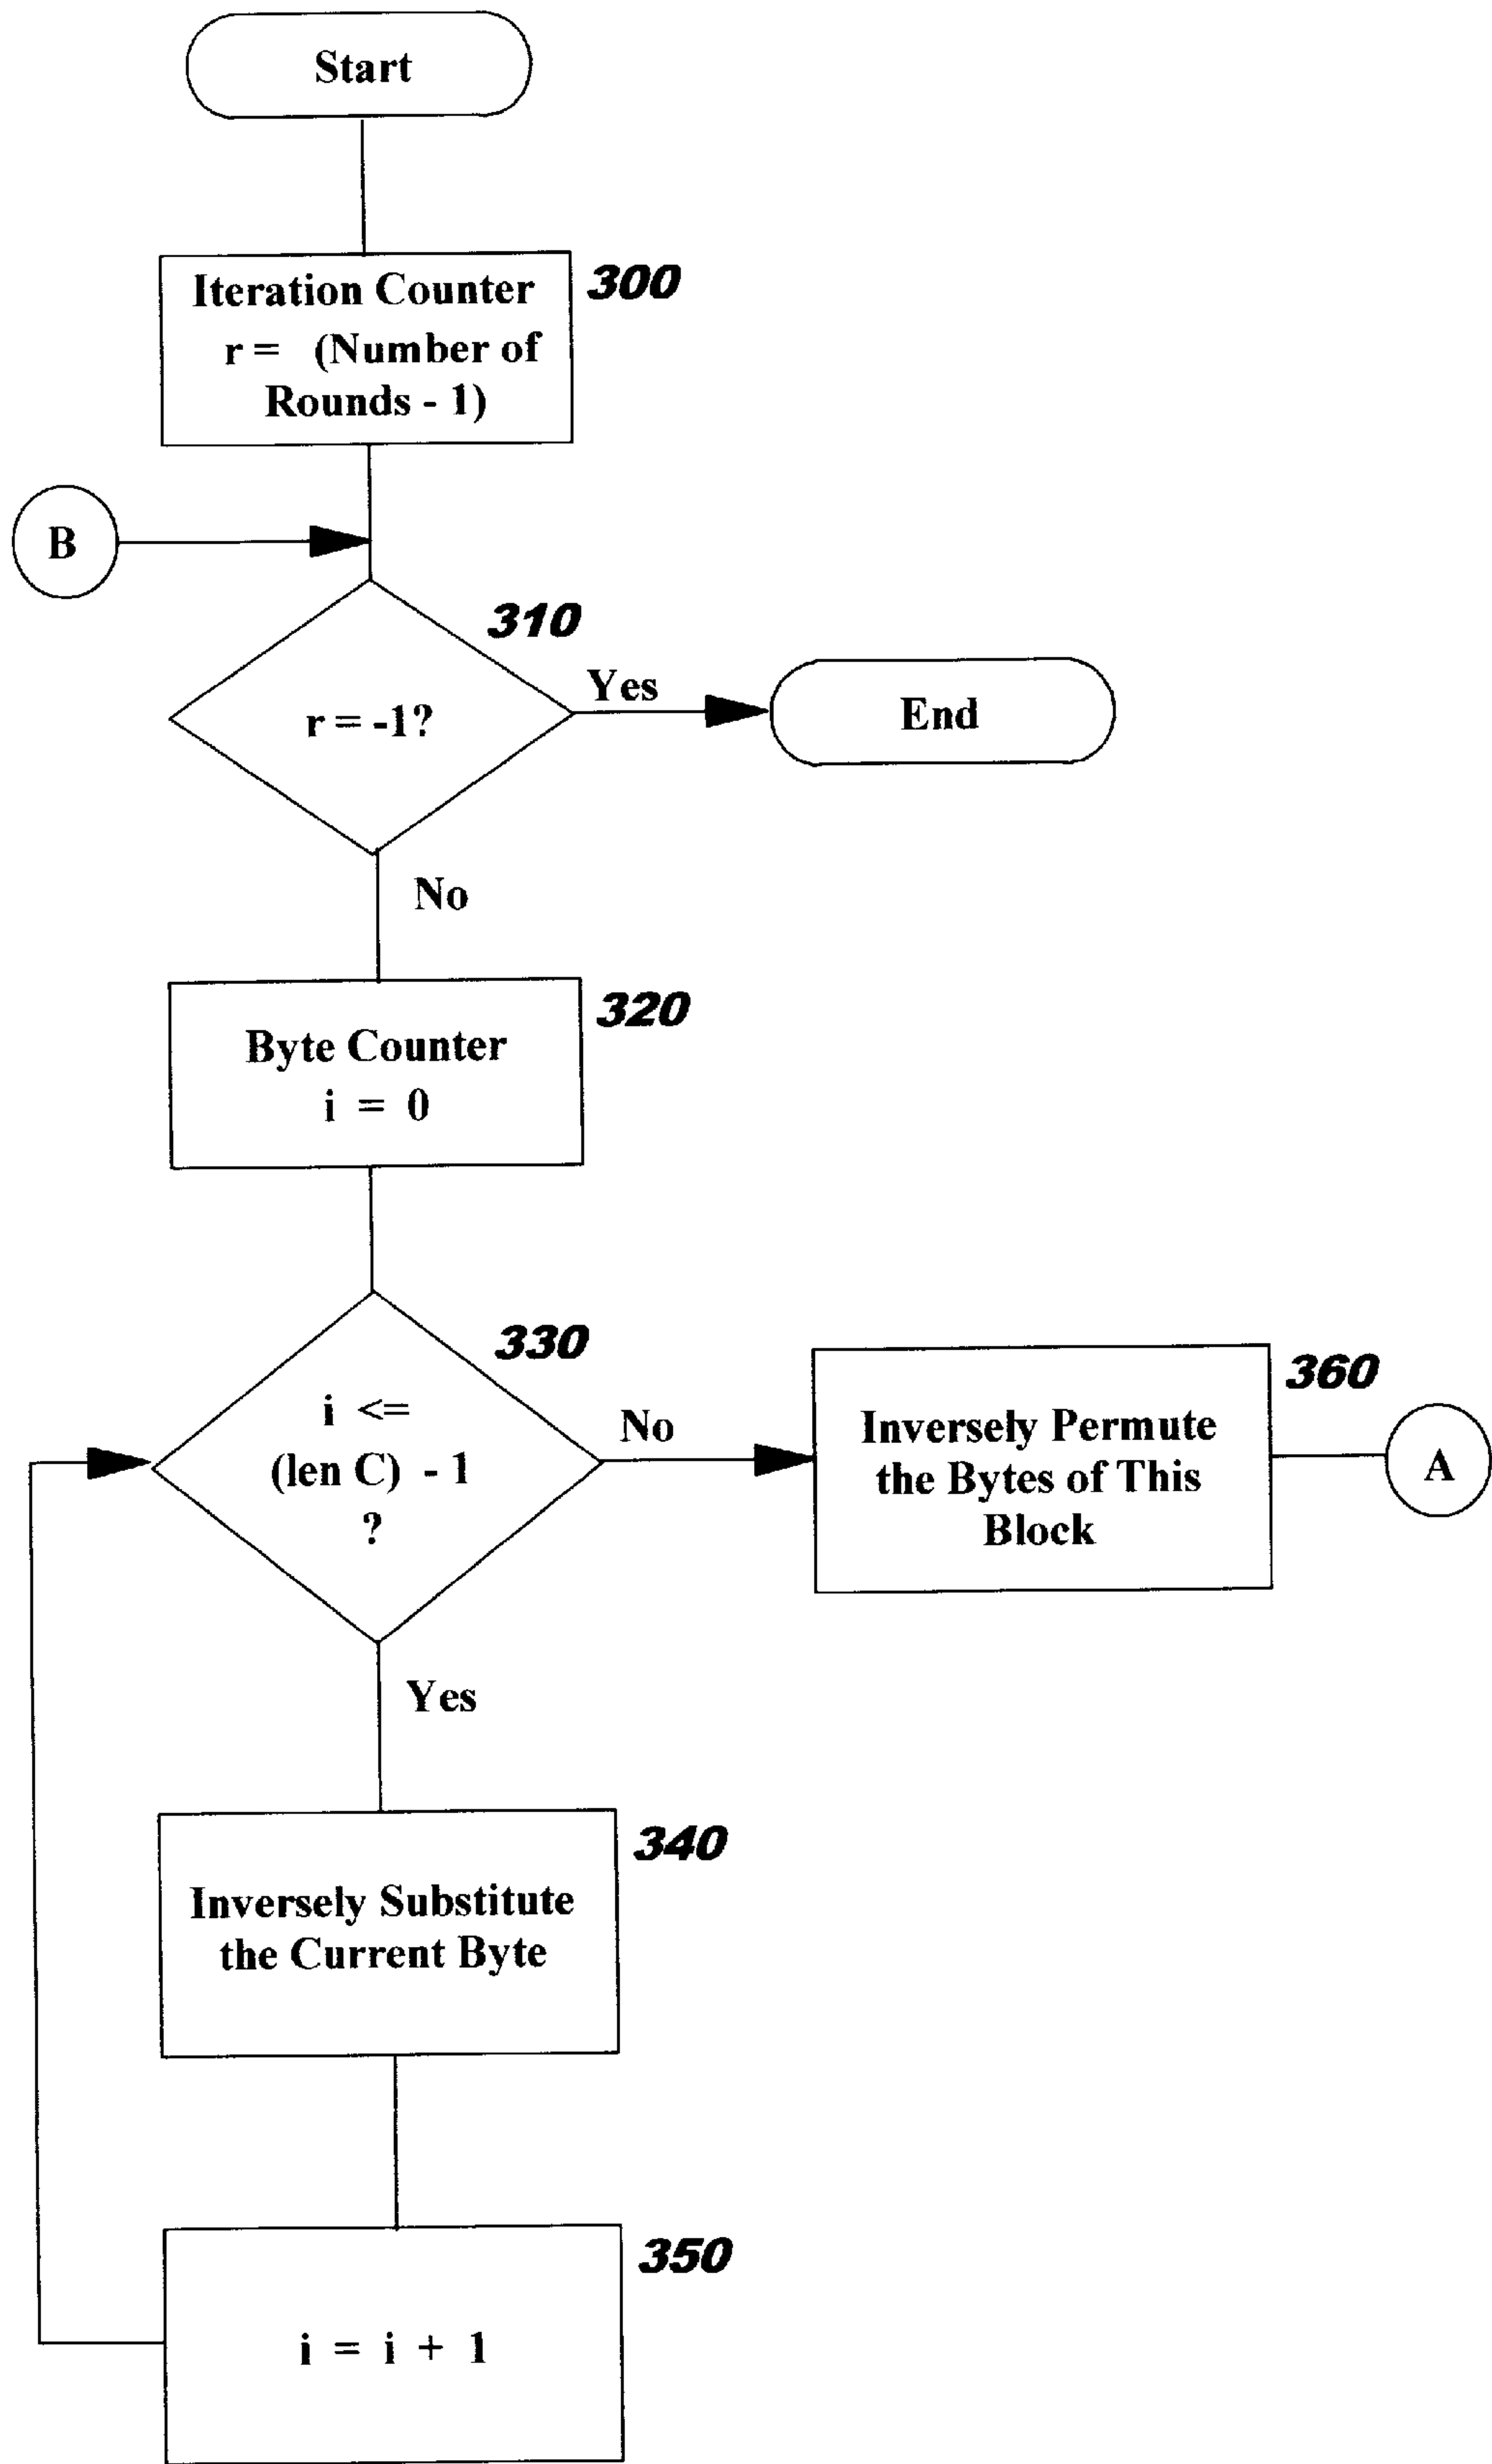 Start
Iteration Counter
r = (Number of
Rounds - 1)
300
B
310
r = -1?
Yes
End
No
320
Byte Counter
i = 0
330
i <=
(len C) - 1
?
No
360
Inversely Permute
the Bytes of This
Block
A
Yes
340
Inversely Substitute
the Current Byte
350
i = i + 1